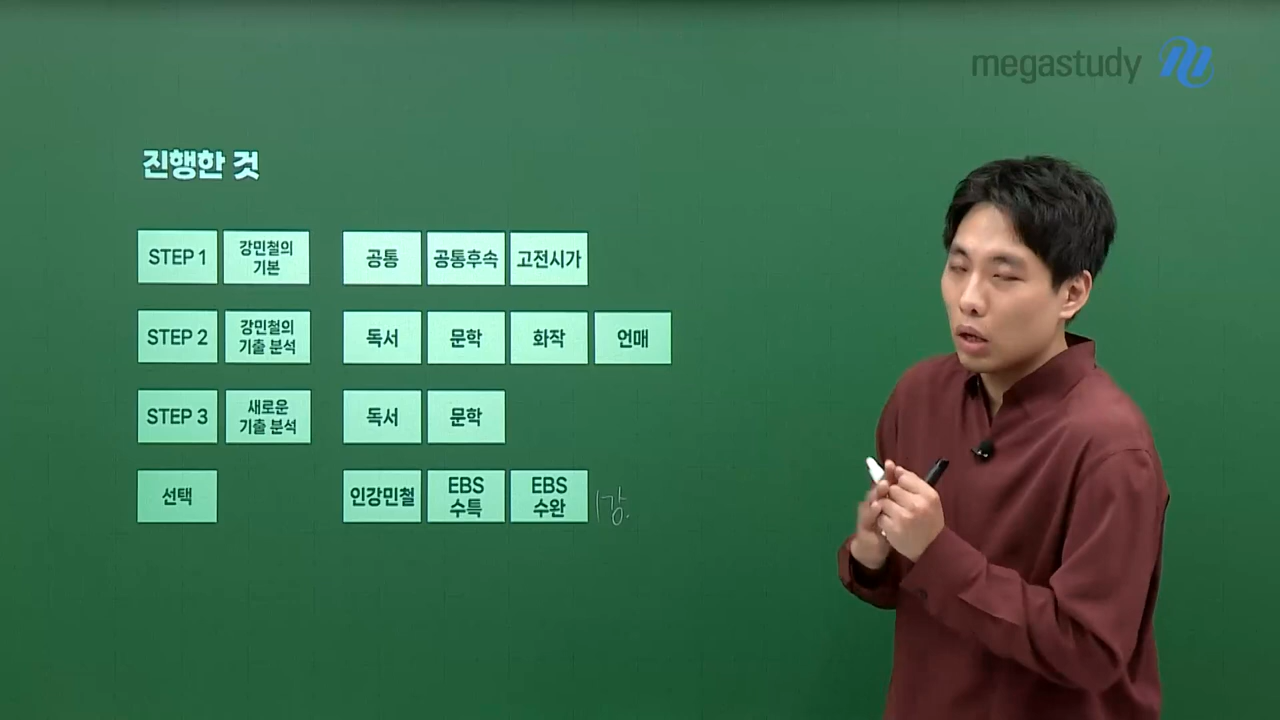 megastudy
진행한 것
STEP 1 강민철의 기본 공통 공통후속 고전시가
STEP 2 강민철의 기출 분석 독서 문학 화작 언매
STEP 3 새로운 기출 분석 독서 문학
선택 인강민철 EBS 수특 EBS 수완 1강.